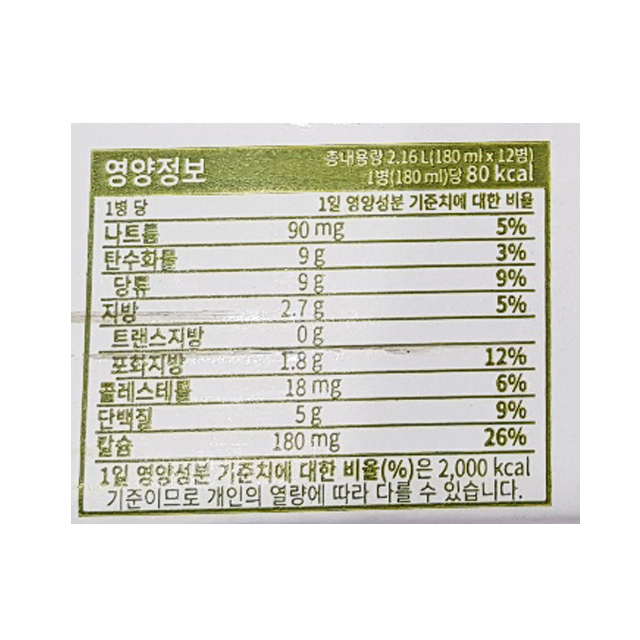 영양정보
총내용량 2.16 L(180 ml x 12병)
1병(180 ml)당 80 kcal
1병 당 1일 영양성분 기준치에 대한 비율
나트륨 90 mg 5%
탄수화물 9 g 3%
당류 9 g 9%
지방 2.7 g 5%
트랜스지방 0 g
포화지방 1.8 g 12%
콜레스테롤 18 mg 6%
단백질 5 g 9%
칼슘 180 mg 26%
1일 영양성분 기준치에 대한 비율(%)은 2,000 kcal
기준이므로 개인의 열량에 따라 다를 수 있습니다.